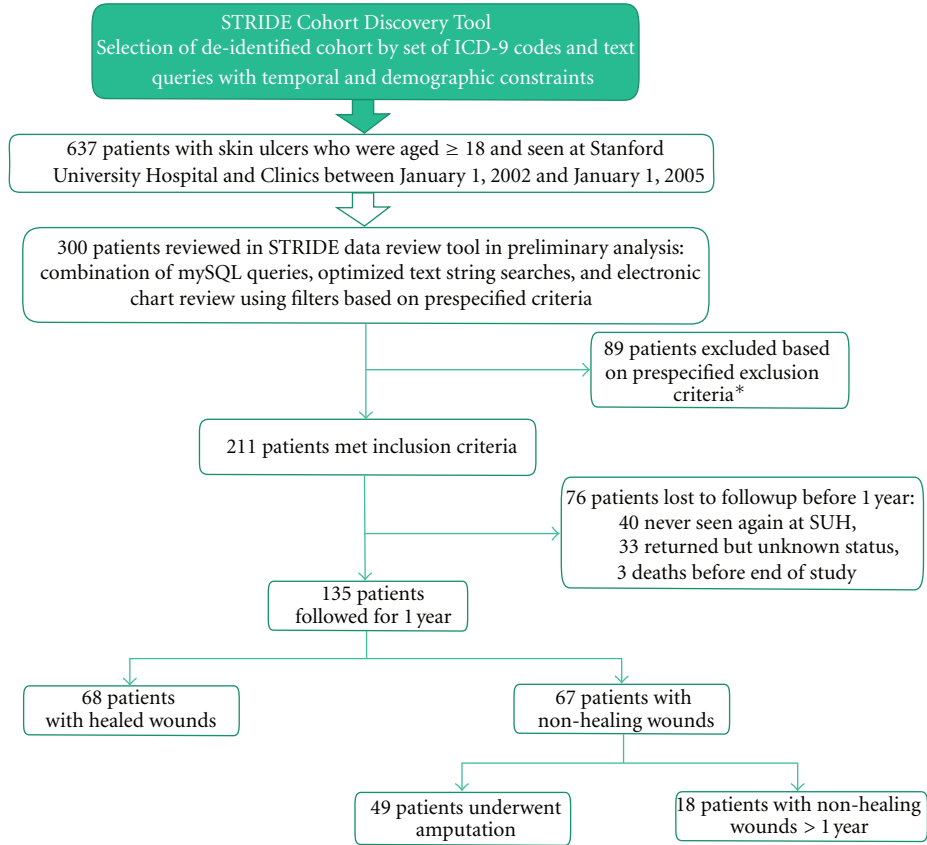 STRIDE Cohort Discovery Tool
Selection of de-identified cohort by set of ICD-9 codes and text
queries with temporal and demographic constraints
637 patients with skin ulcers who were aged ≥ 18 and seen at Stanford
University Hospital and Clinics between January 1, 2002 and January 1, 2005
300 patients reviewed in STRIDE data review tool in preliminary analysis:
combination of mySQL queries, optimized text string searches, and electronic
chart review using filters based on prespecified criteria
89 patients excluded based
on prespecified exclusion
criteria*
211 patients met inclusion criteria
76 patients lost to followup before 1 year:
40 never seen again at SUH,
33 returned but unknown status,
3 deaths before end of study
135 patients
followed for 1 year
68 patients
with healed wounds
67 patients with
non-healing wounds
49 patients underwent
amputation
18 patients with non-healing
wounds > 1 year